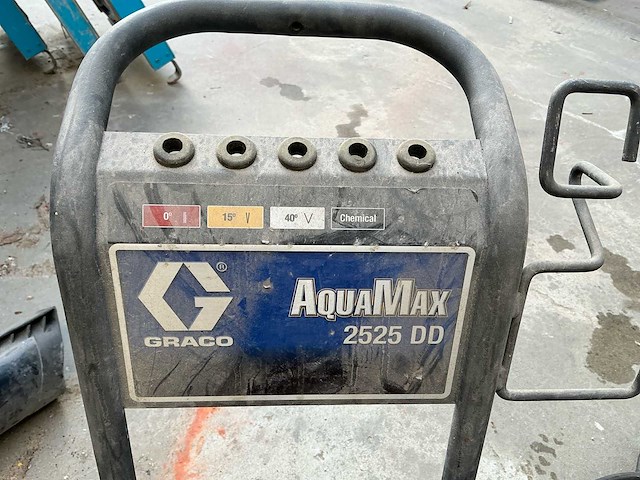 0° 15° 40° Chemical
®
GRACO
AQUAMAX
2525 DD